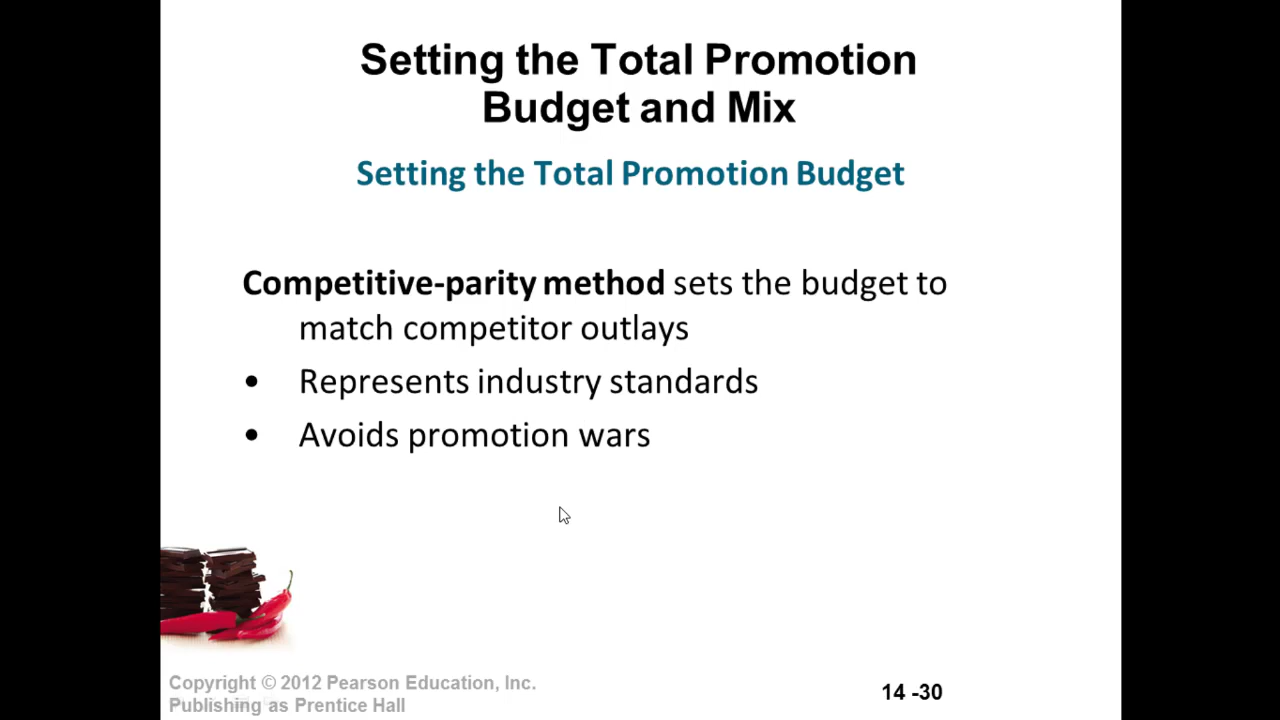 Setting the Total Promotion
Budget and Mix
Setting the Total Promotion Budget
Competitive-parity method sets the budget to
match competitor outlays
• Represents industry standards
• Avoids promotion wars
Copyright © 2012 Pearson Education, Inc.
Publishing as Prentice Hall
14 -30